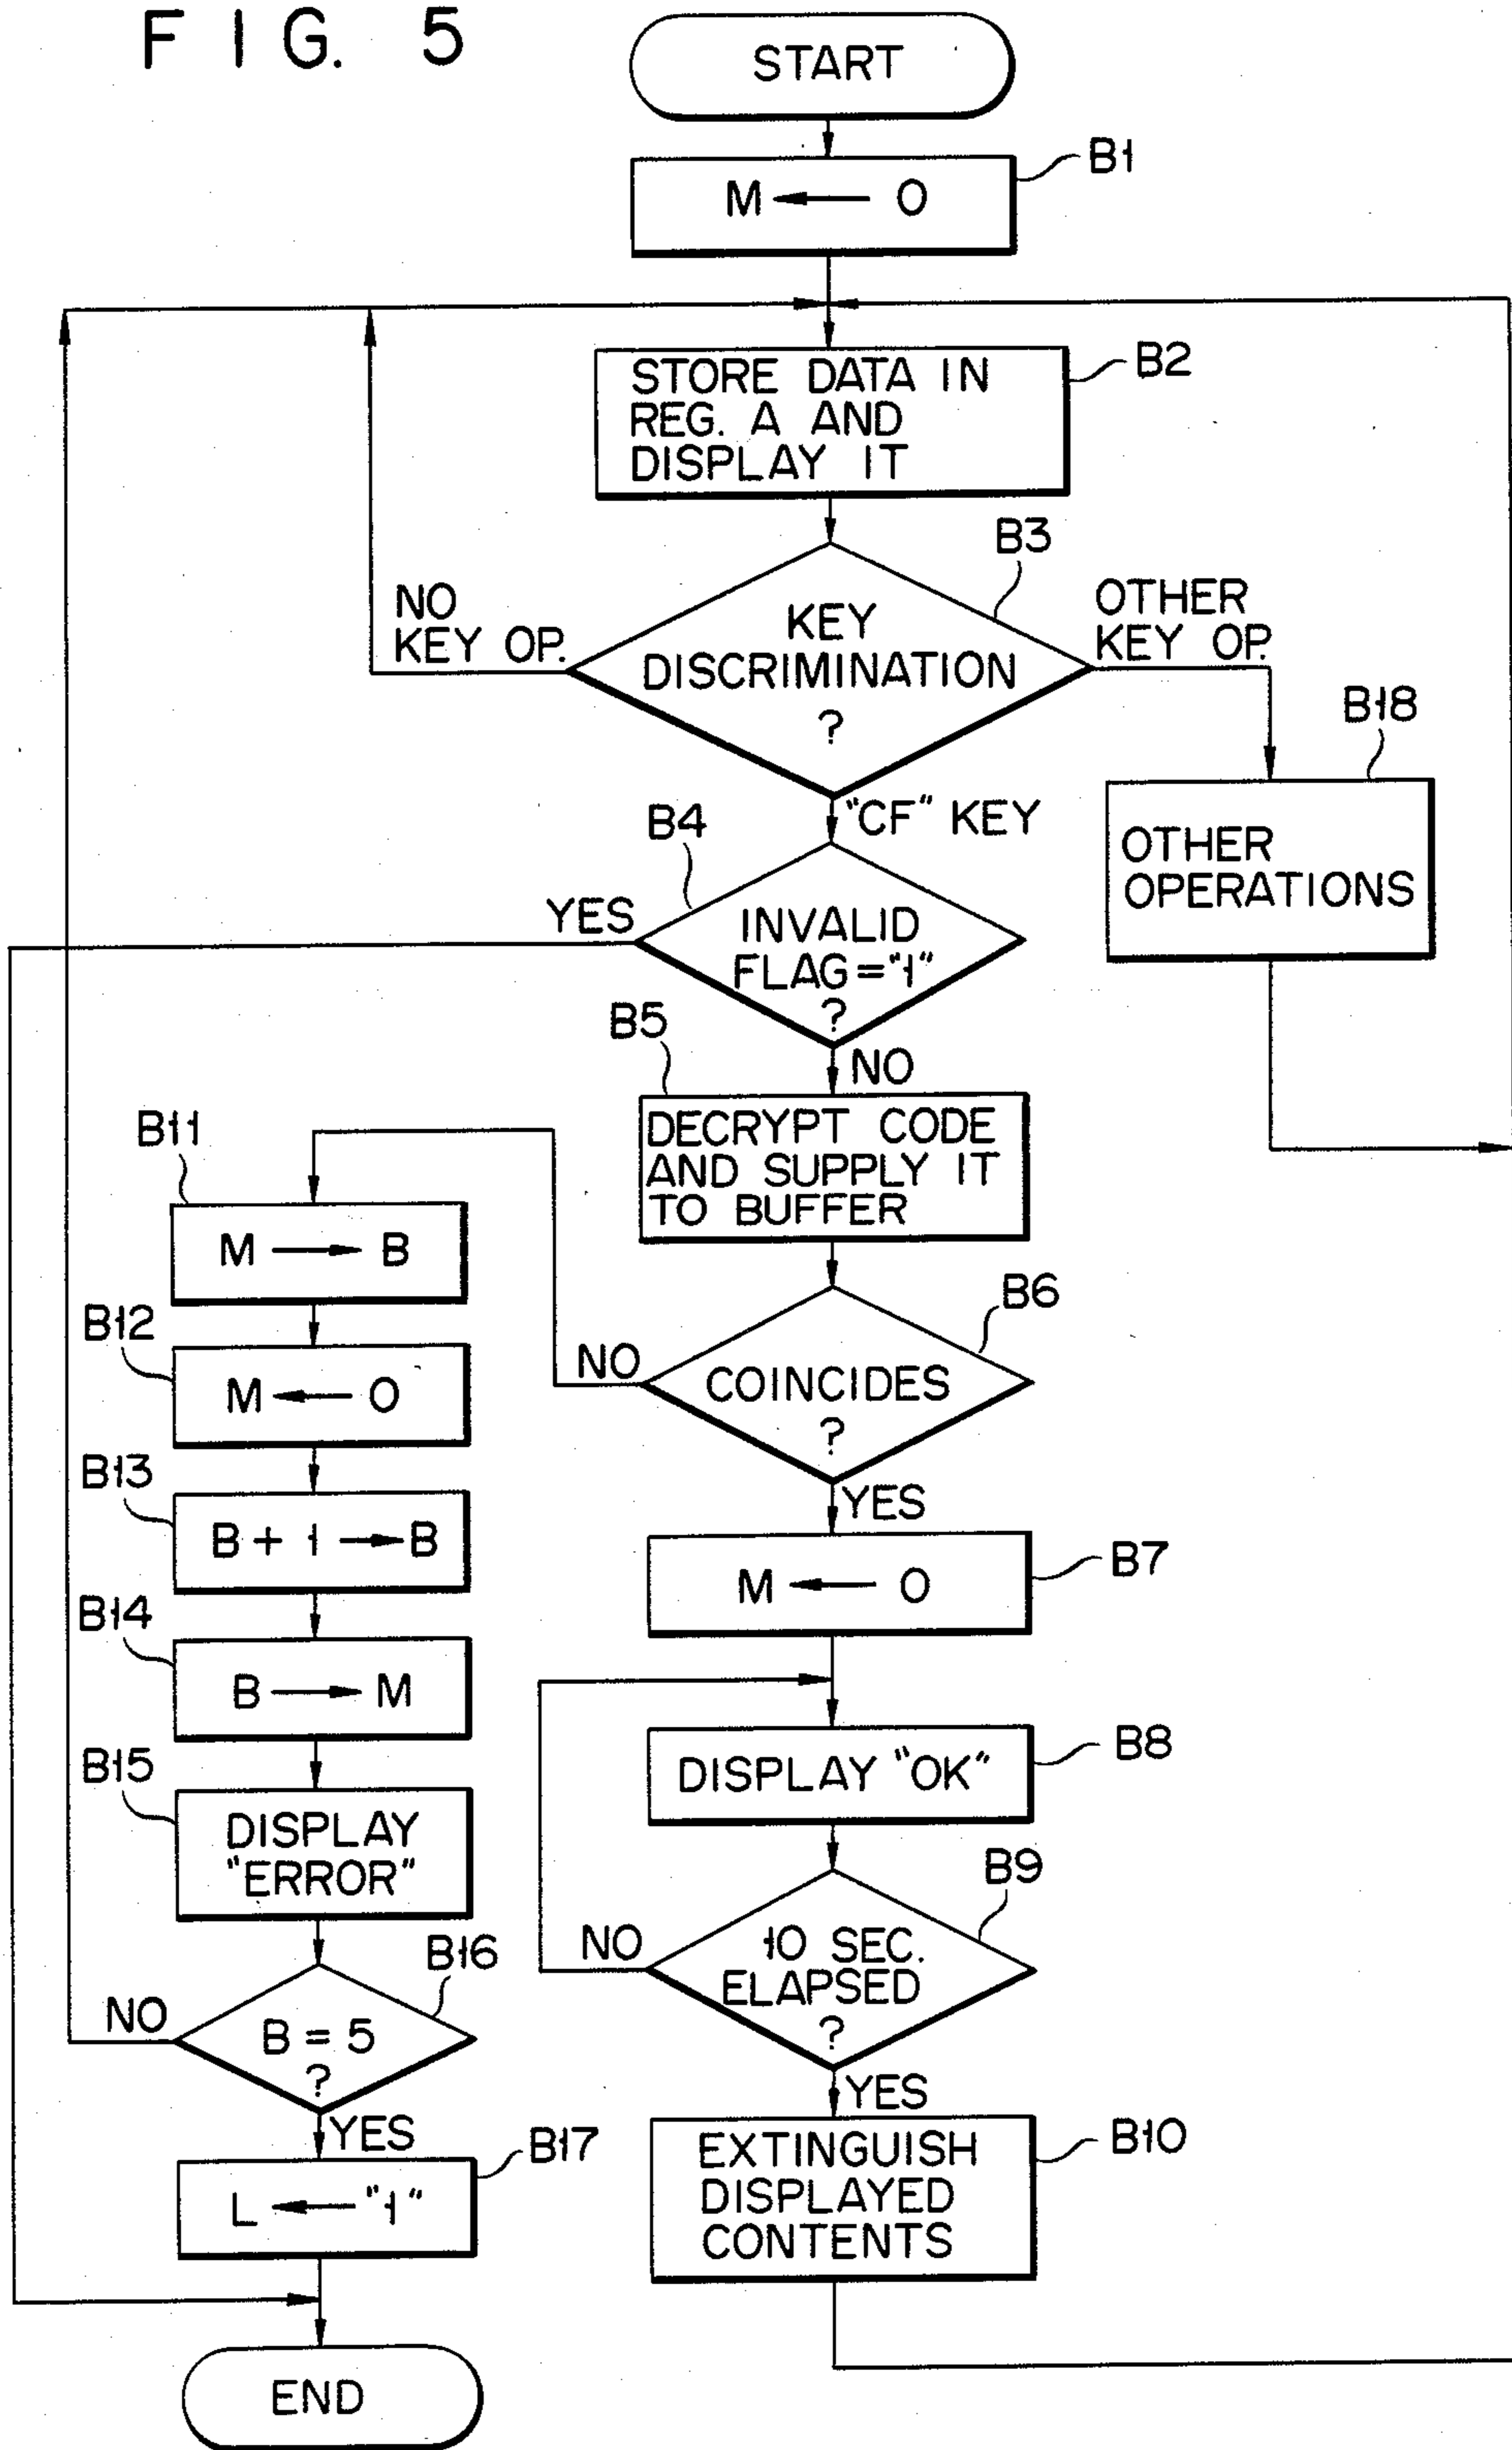 FIG. 5
START
B1
M ← 0
B2
STORE DATA IN
REG. A AND
DISPLAY IT
B3
NO
KEY OP.
KEY
DISCRIMINATION
?
OTHER
KEY OP.
B18
OTHER
OPERATIONS
"CF" KEY
B4
YES
INVALID
FLAG="1"
?
NO
B5
DECRYPT CODE
AND SUPPLY IT
TO BUFFER
B11
M → B
B6
NO
COINCIDES
?
YES
B12
M ← 0
B13
B + 1 → B
B7
M ← 0
B14
B → M
B8
DISPLAY "OK"
B15
DISPLAY
"ERROR"
B9
NO
10 SEC.
ELAPSED
?
YES
B16
NO
B = 5
?
YES
B17
L ← "1"
B10
EXTINGUISH
DISPLAYED
CONTENTS
END